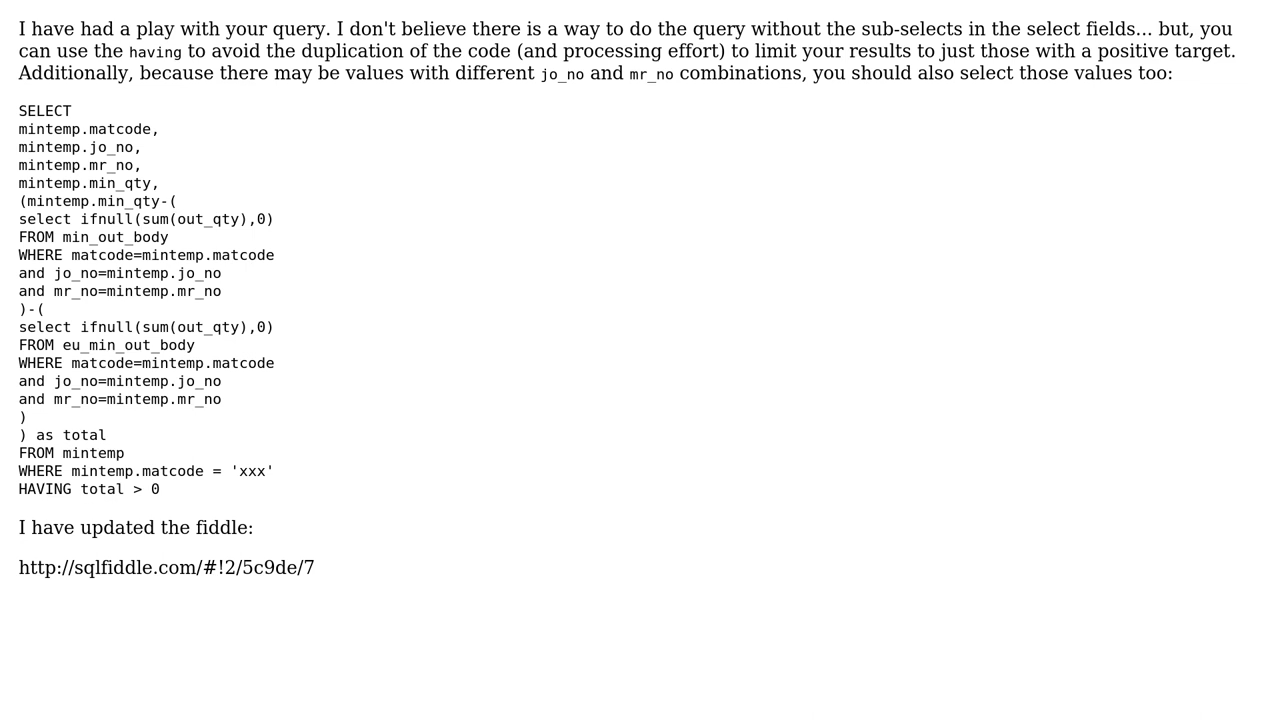 I have had a play with your query. I don't believe there is a way to do the query without the sub-selects in the select fields... but, you
can use the having to avoid the duplication of the code (and processing effort) to limit your results to just those with a positive target.
Additionally, because there may be values with different jo_no and mr_no combinations, you should also select those values too:
SELECT
mintemp.matcode,
mintemp.jo_no,
mintemp.mr_no,
mintemp.min_qty,
(mintemp.min_qty-(
select ifnull(sum(out_qty),0)
FROM min_out_body
WHERE matcode=mintemp.matcode
and jo_no=mintemp.jo_no
and mr_no=mintemp.mr_no
)-(
select ifnull(sum(out_qty),0)
FROM eu_min_out_body
WHERE matcode=mintemp.matcode
and jo_no=mintemp.jo_no
and mr_no=mintemp.mr_no
)
) as total
FROM mintemp
WHERE mintemp.matcode = 'xxx'
HAVING total > 0
I have updated the fiddle:
http://sqlfiddle.com/#!2/5c9de/7